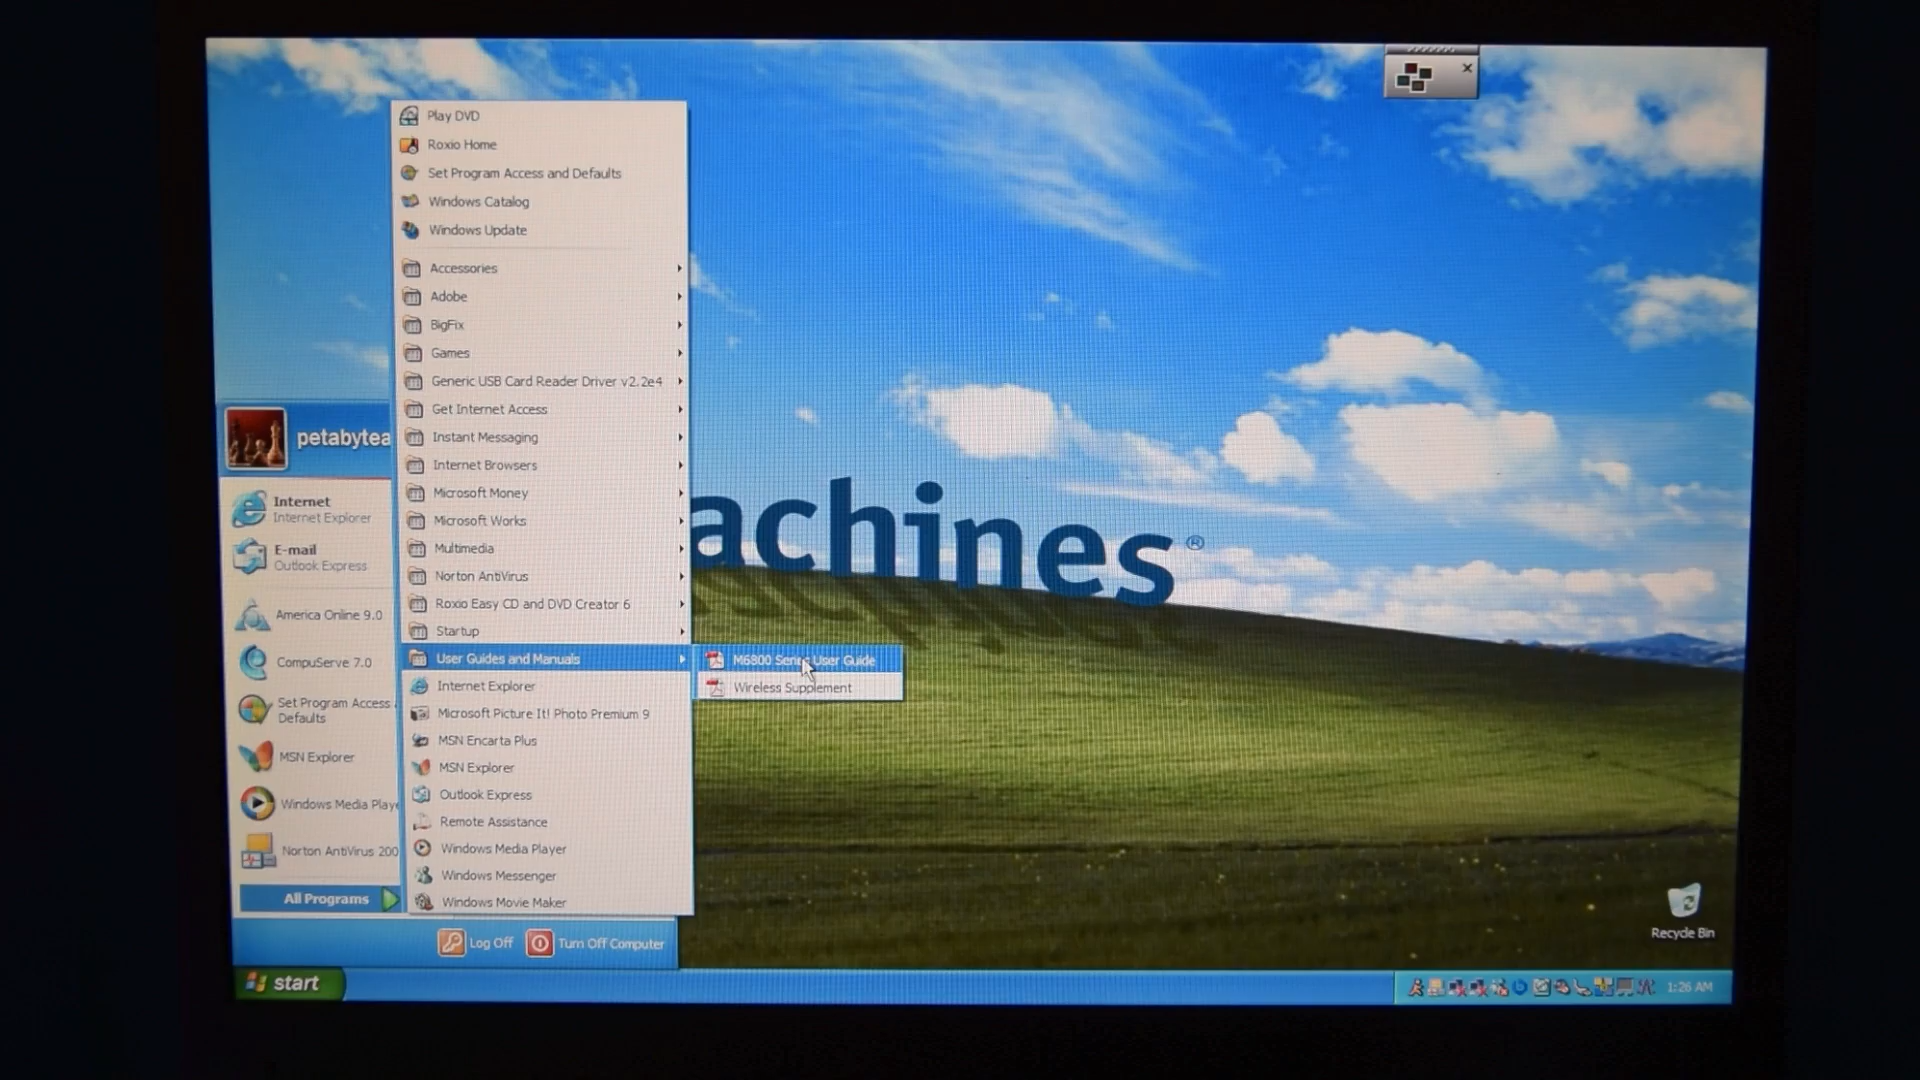 Play DVD
Roxio Home
Set Program Access and Defaults
Windows Catalog
Windows Update
Accessories
Adobe
BigFix
Games
Generic USB Card Reader Driver v2.2e4
Get Internet Access
Instant Messaging
Internet Browsers
Microsoft Money
Microsoft Works
Multimedia
Norton AntiVirus
Roxio Easy CD and DVD Creator 6
Startup
User Guides and Manuals
Internet Explorer
Microsoft Picture It! Photo Premium 9
MSN Encarta Plus
MSN Explorer
Outlook Express
Remote Assistance
Windows Media Player
Windows Messenger
Windows Movie Maker
M6800 Series User Guide
Wireless Supplement
petabytea
Internet
Internet Explorer
E-mail
Outlook Express
America Online 9.0
CompuServe 7.0
Set Program Access
Defaults
MSN Explorer
Windows Media Playe
Norton AntiVirus 200
All Programs
Log Off
Turn Off Computer
start
achines®
Recycle Bin
1:26 AM